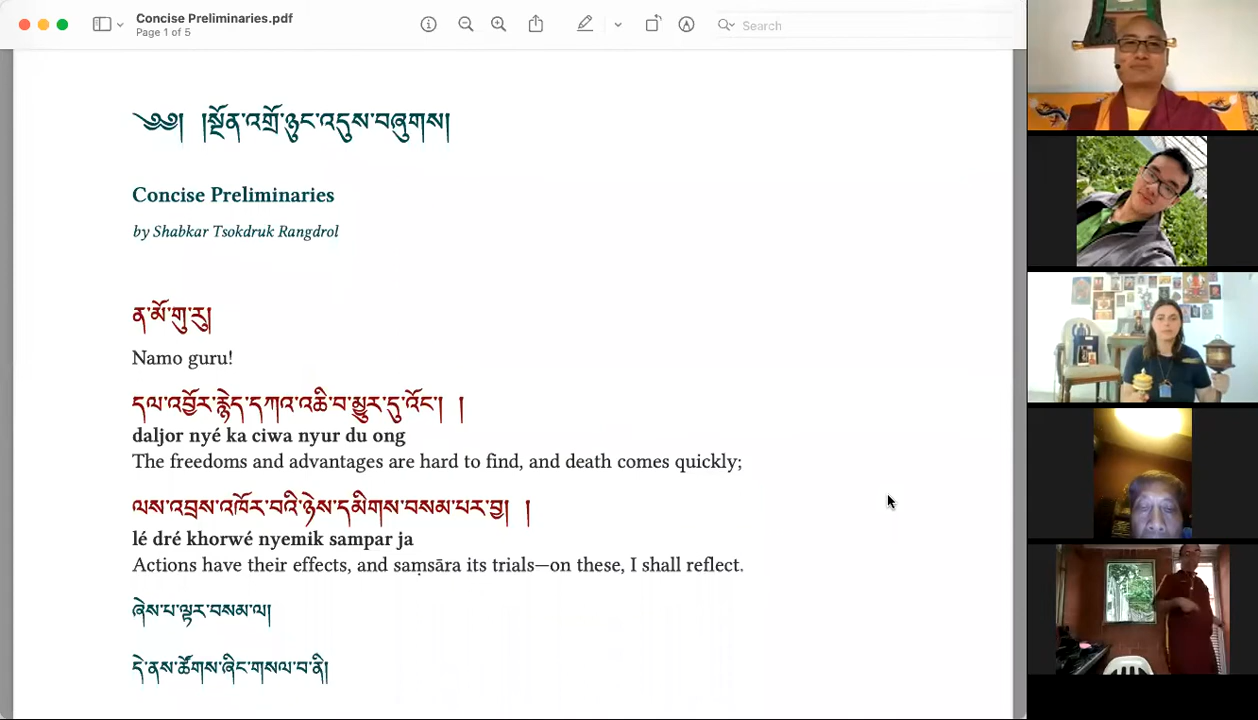 Concise Preliminaries.pdf
Page 1 of 5
Search
༄༅། །སྔོན་འགྲོ་ཉུང་འདུས་བཞུགས།
Concise Preliminaries
by Shabkar Tsokdruk Rangdrol
ན་མོ་གུ་རུ།
Namo guru!
དལ་འབྱོར་རྙེད་དཀའ་འཆི་བ་མྱུར་དུ་འོང་། །
daljor nyé ka ciwa nyur du ong
The freedoms and advantages are hard to find, and death comes quickly;
ལས་འབྲས་འཁོར་བའི་ཉེས་དམིགས་བསམ་པར་བྱ། །
lé dré khorwé nyemik sampar ja
Actions have their effects, and saṃsāra its trials—on these, I shall reflect.
ཞེས་པ་ལྟར་བསམ་ལ།
དེ་ནས་ཚོགས་ཞིང་གསལ་བ་ནི།